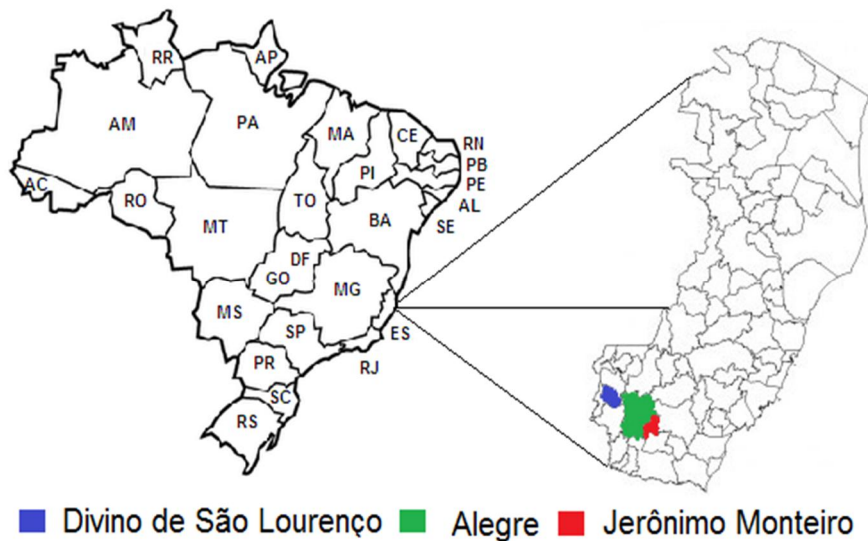 RR
AP
AM
PA
MA
CE
RN
PB
PE
AL
SE
PI
AC
RO
TO
MT
BA
DF
GO
MG
MS
SP
ES
RJ
PR
SC
RS
Divino de São Lourenço
Alegre
Jerônimo Monteiro